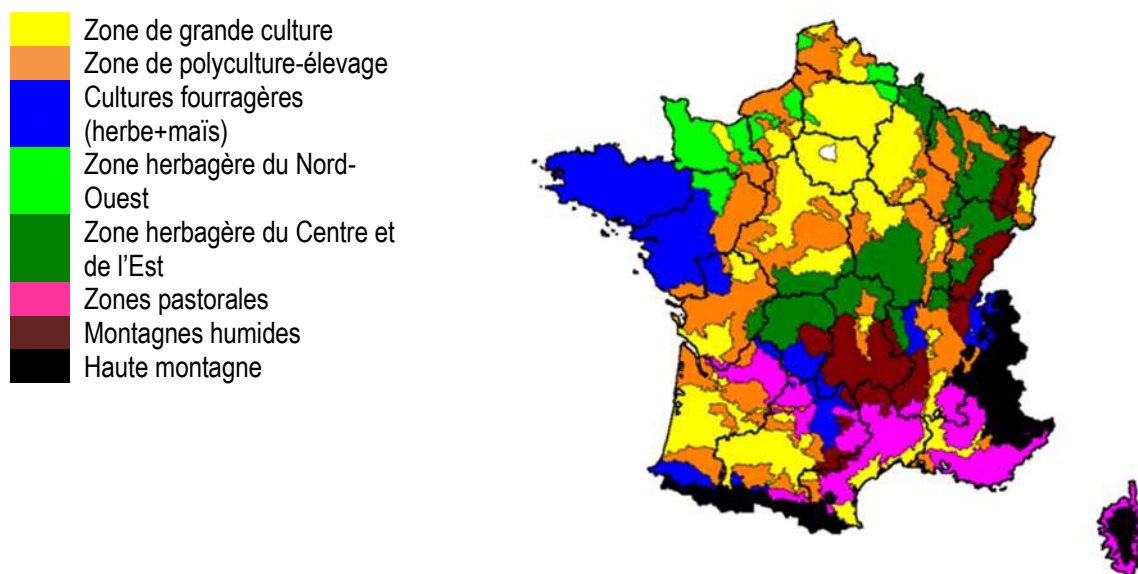 Zone de grande culture
Zone de polyculture-élevage
Cultures fourragères
(herbe+maïs)
Zone herbagère du Nord-
Ouest
Zone herbagère du Centre et
de l’Est
Zones pastorales
Montagnes humides
Haute montagne